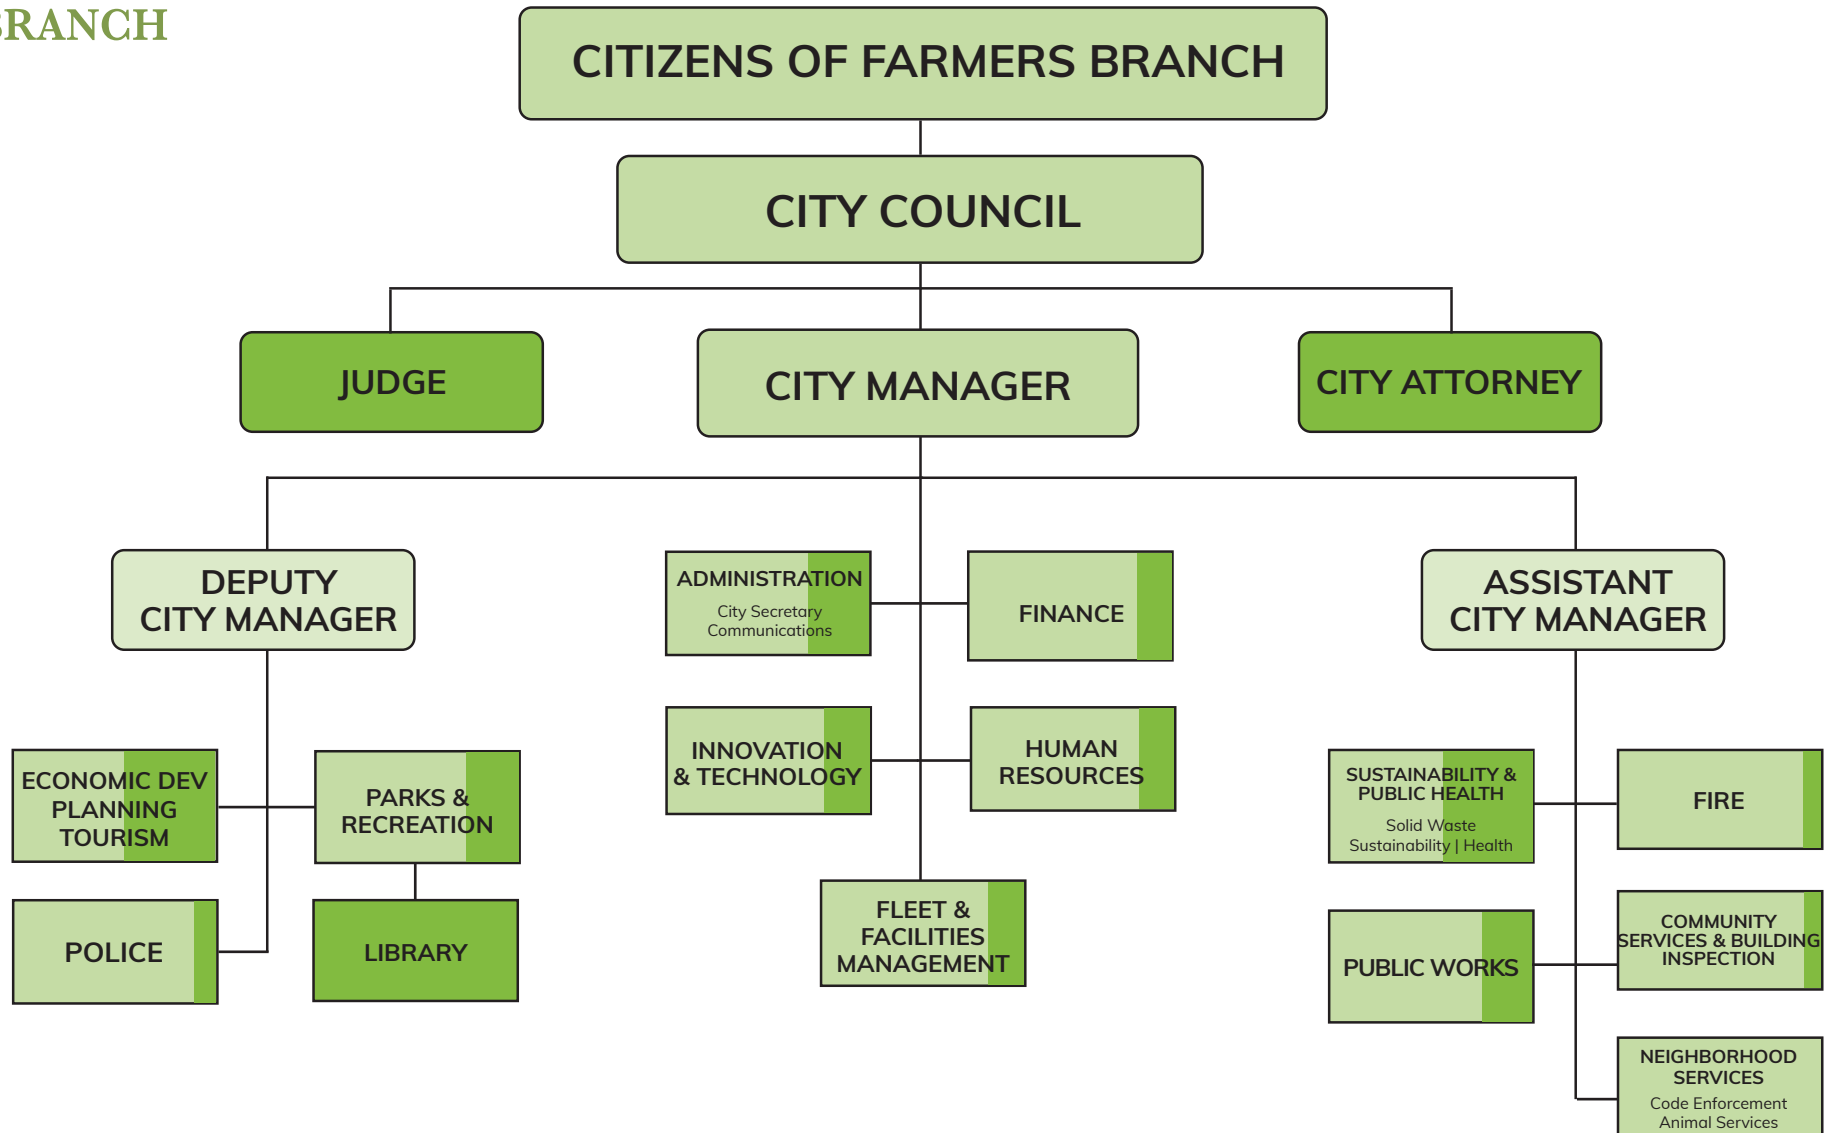 BRANCH
CITIZENS OF FARMERS BRANCH
CITY COUNCIL
JUDGE
CITY MANAGER
CITY ATTORNEY
DEPUTY
CITY MANAGER
ECONOMIC DEV
PLANNING
TOURISM
PARKS &
RECREATION
POLICE
LIBRARY
ADMINISTRATION
City Secretary
Communications
FINANCE
INNOVATION
& TECHNOLOGY
HUMAN
RESOURCES
FLEET &
FACILITIES
MANAGEMENT
ASSISTANT
CITY MANAGER
SUSTAINABILITY &
PUBLIC HEALTH
Solid Waste
Sustainability | Health
FIRE
PUBLIC WORKS
COMMUNITY
SERVICES & BUILDING
INSPECTION
NEIGHBORHOOD
SERVICES
Code Enforcement
Animal Services